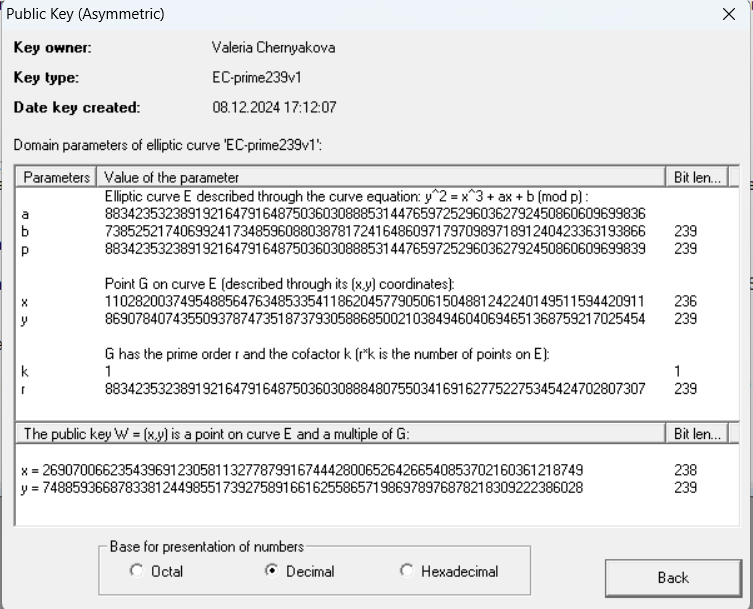 Public Key (Asymmetric)
Key owner: Valeria Chernyakova
Key type: EC-prime239v1
Date key created: 08.12.2024 17:12:07
Domain parameters of elliptic curve 'EC-prime239v1':
Parameters Value of the parameter Bit len...
Elliptic curve E described through the curve equation: y^2 = x^3 + ax + b (mod p) :
a 883423532389192164791648750360308885314476597252960362792450860609699836
b 738525217406992417348596088038781724164860971797098971891240423363193866 239
p 883423532389192164791648750360308885314476597252960362792450860609699839 239
Point G on curve E (described through its (x,y) coordinates):
x 110282003749548856476348533541186204577905061504881242240149511594420911 236
y 869078407435509378747351873793058868500210384946040694651368759217025454 239
G has the prime order r and the cofactor k (r*k is the number of points on E):
k 1 1
r 883423532389192164791648750360308884807550341691627752275345424702807307 239
The public key W = (x,y) is a point on curve E and a multiple of G: Bit len...
x = 269070066235439691230581132778799167444280065264266540853702160361218749 238
y = 748859366878338124498551739275891661625586571986978976878218309222386028 239
Base for presentation of numbers
Octal Decimal Hexadecimal
Back